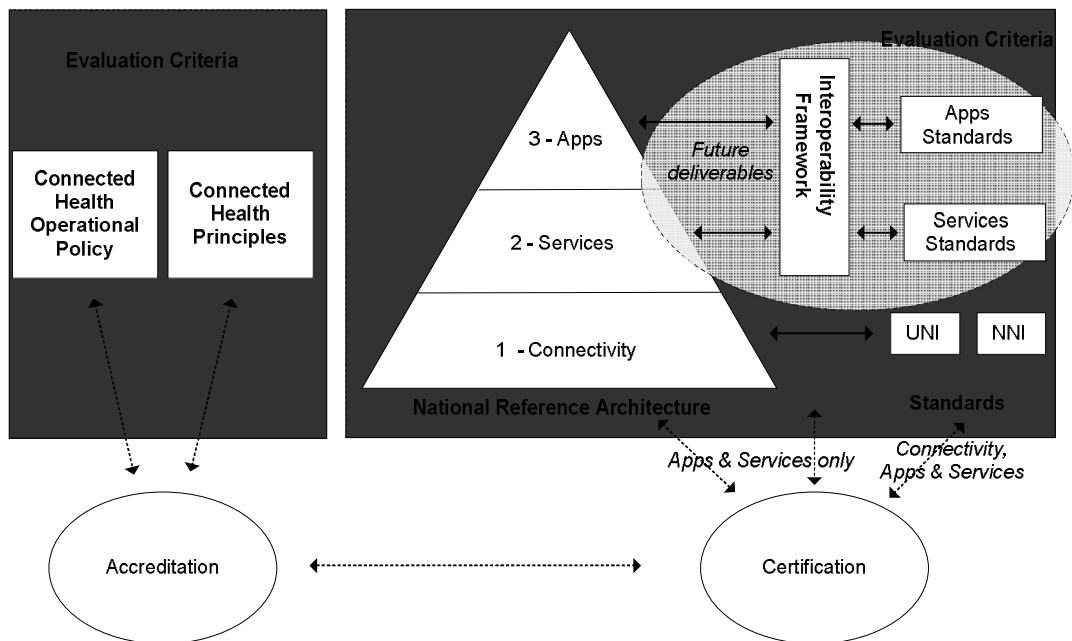 Evaluation Criteria
Connected
Health
Operational
Policy
Connected
Health
Principles
Evaluation Criteria
3 - Apps
2 - Services
1 - Connectivity
Future
deliverables
Interoperability
Framework
Apps
Standards
Services
Standards
UNI
NNI
National Reference Architecture
Standards
Apps & Services only
Connectivity,
Apps & Services
Accreditation
Certification